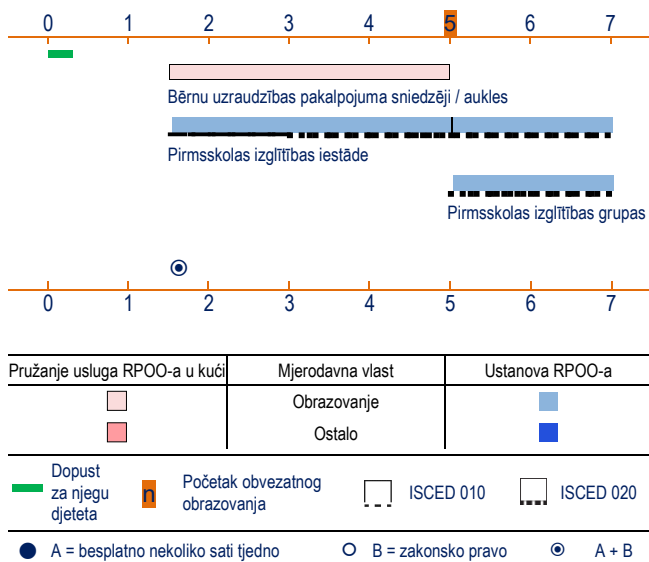 0 1 2 3 4 5 6 7
Bērnu uzraudzības pakalpojuma sniedzēji / aukles
Pirmsskolas izglītības iestāde
Pirmsskolas izglītības grupas
0 1 2 3 4 5 6 7
Pružanje usluga RPOO-a u kući Mjerodavna vlast Ustanova RPOO-a
Obrazovanje
Ostalo
Dopust
za njegu
djeteta
n
Početak obvezatnog
obrazovanja
ISCED 010
ISCED 020
A = besplatno nekoliko sati tjedno B = zakonsko pravo A + B